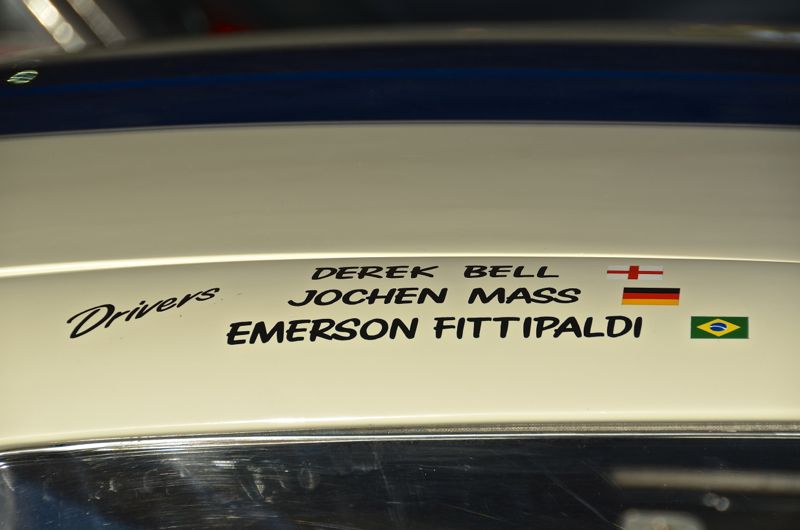 Drivers
DEREK BELL
JOCHEN MASS
EMERSON FITTIPALDI